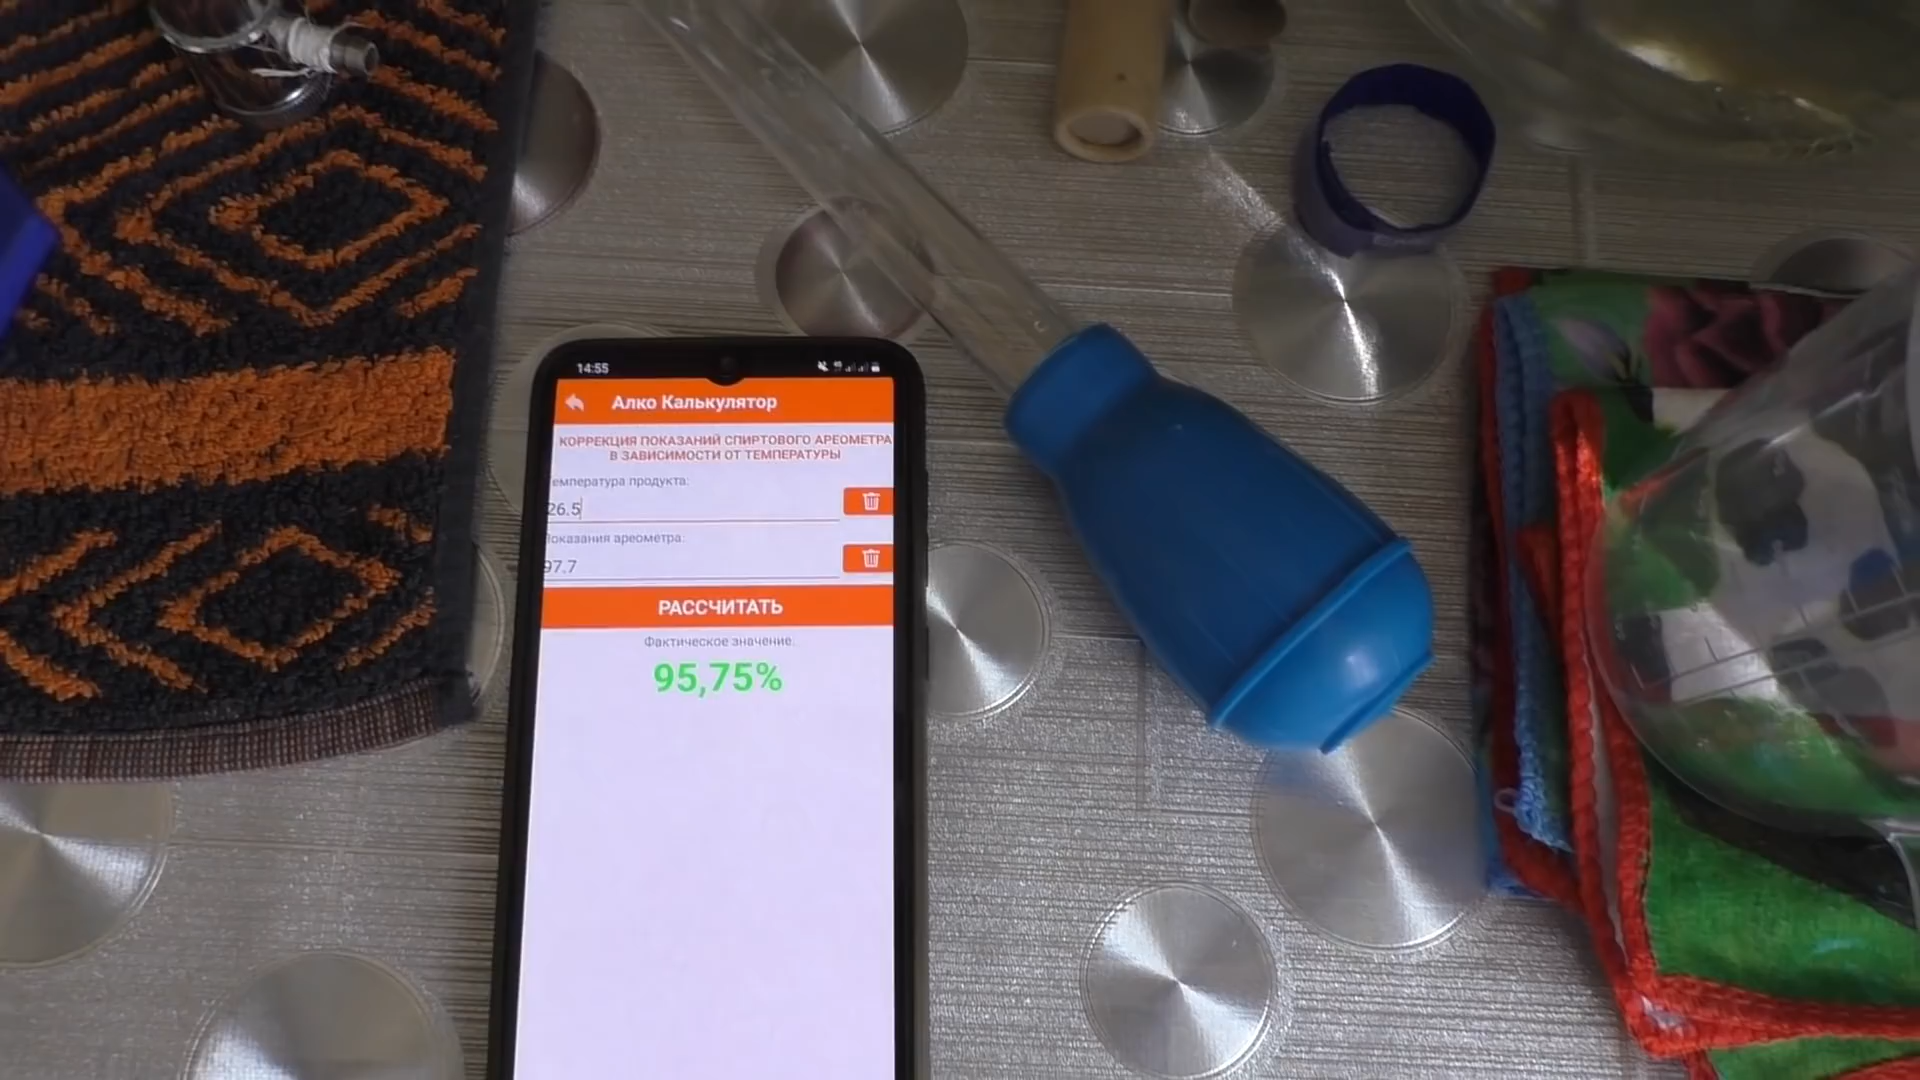 14:55
Алко Калькулятор
КОРРЕКЦИЯ ПОКАЗАНИЙ СПИРТОВОГО АРЕОМЕТРА
В ЗАВИСИМОСТИ ОТ ТЕМПЕРАТУРЫ
емпература продукта:
26.5
Показания ареометра:
97.7
РАССЧИТАТЬ
Фактическое значение:
95,75%